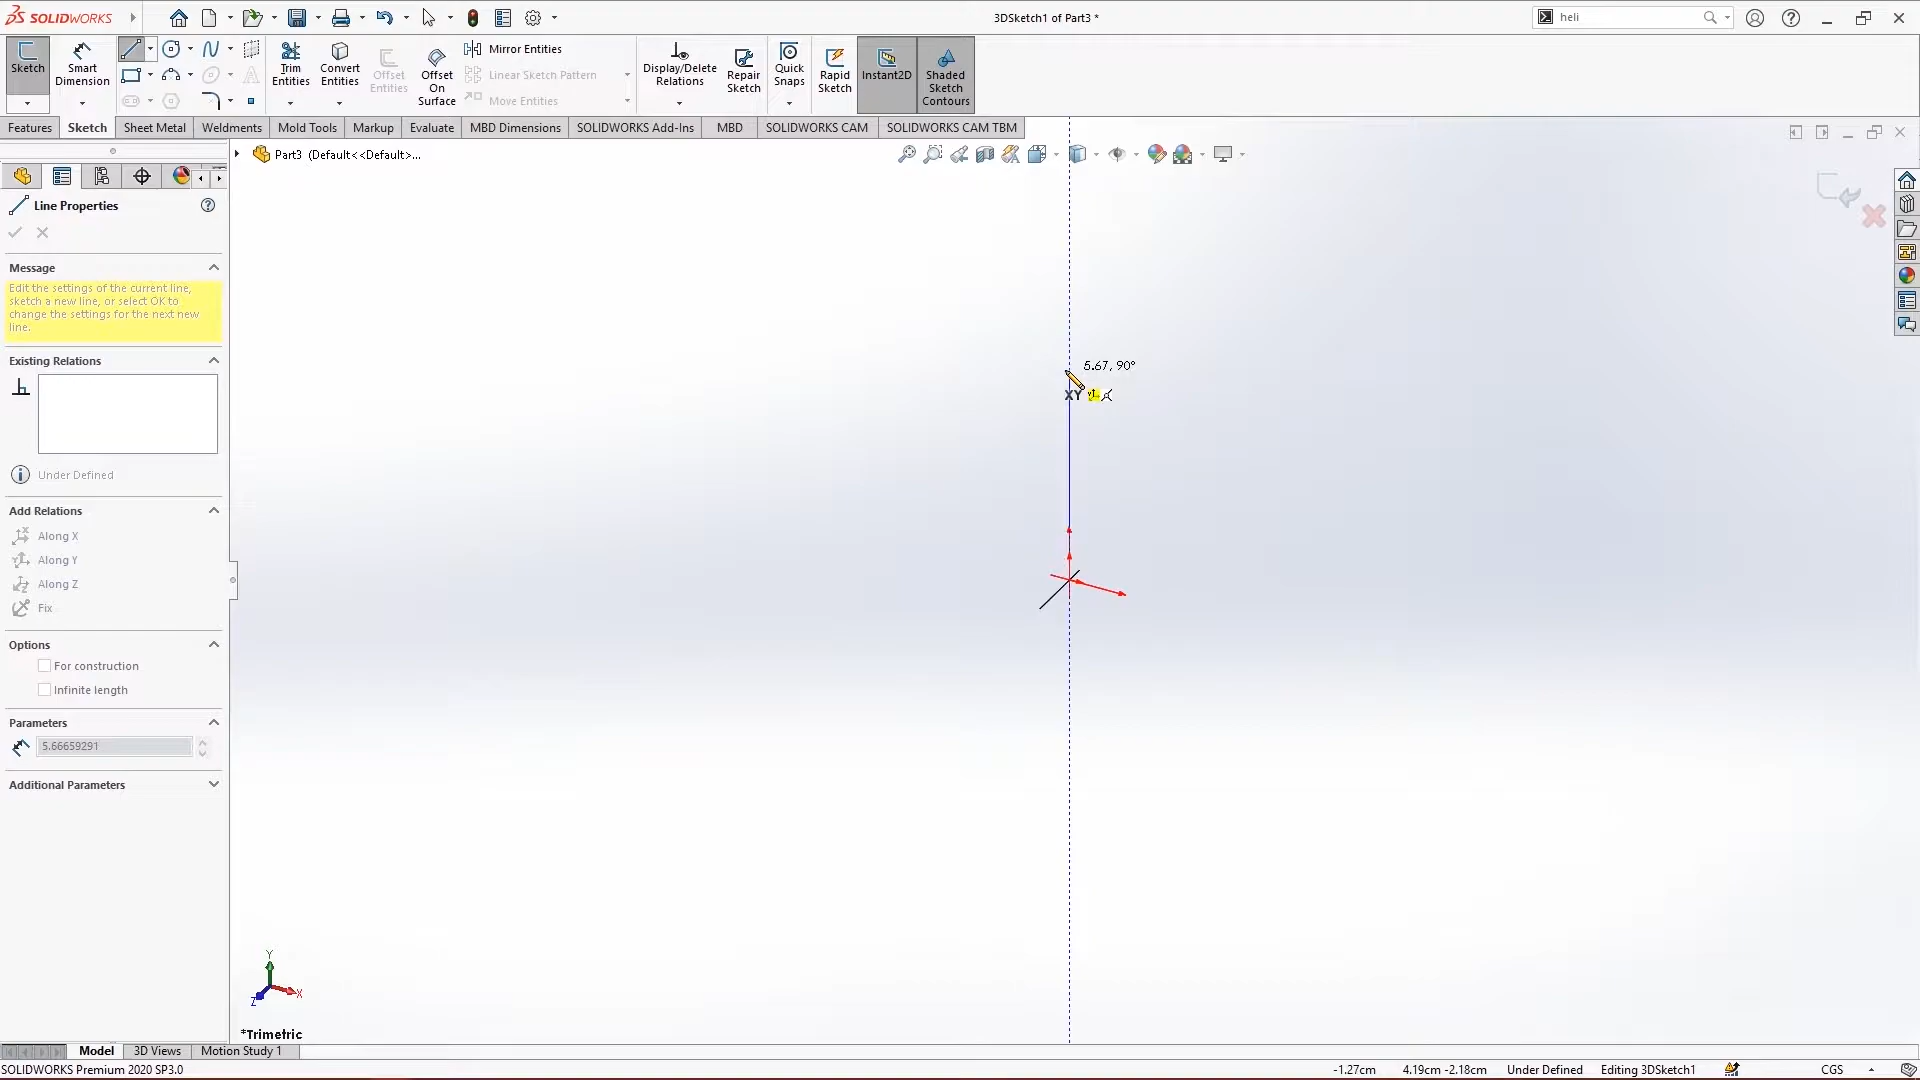 SOLIDWORKS
3DSketch1 of Part3 *
heli
Sketch
Smart
Dimension
Trim
Entities
Convert
Entities
Offset
Entities
Offset
On
Surface
Mirror Entities
Linear Sketch Pattern
Move Entities
Display/Delete
Relations
Repair
Sketch
Quick
Snaps
Rapid
Sketch
Instant2D
Shaded
Sketch
Contours
Features
Sketch
Sheet Metal
Weldments
Mold Tools
Markup
Evaluate
MBD Dimensions
SOLIDWORKS Add-Ins
MBD
SOLIDWORKS CAM
SOLIDWORKS CAM TBM
Part3 (Default<<Default>...
Line Properties
Message
Edit the settings of the current line,
sketch a new line, or select OK to
change the settings for the next new
line.
Existing Relations
Under Defined
Add Relations
Along X
Along Y
Along Z
Fix
Options
For construction
Infinite length
Parameters
5.66659291
Additional Parameters
5.67, 90°
XY
Y
X
Z
*Trimetric
Model
3D Views
Motion Study 1
SOLIDWORKS Premium 2020 SP3.0
-1.27cm
4.19cm -2.18cm
Under Defined
Editing 3DSketch1
CGS